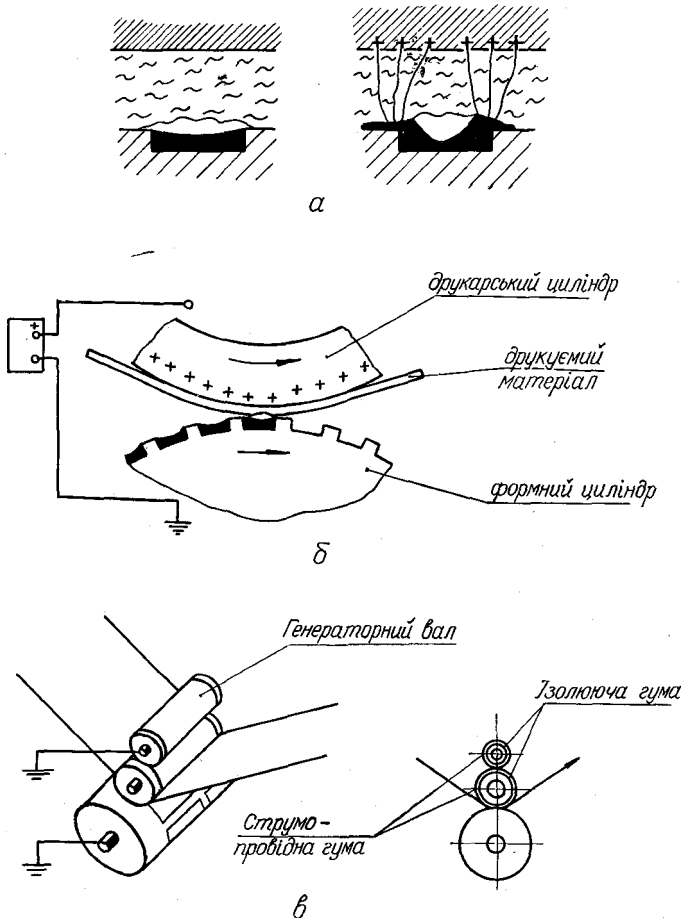 а
друкарський циліндр
друкуємий
матеріал
формний циліндр
б
Генераторний вал
Ізолююча гума
Струмо-
провідна гума
в